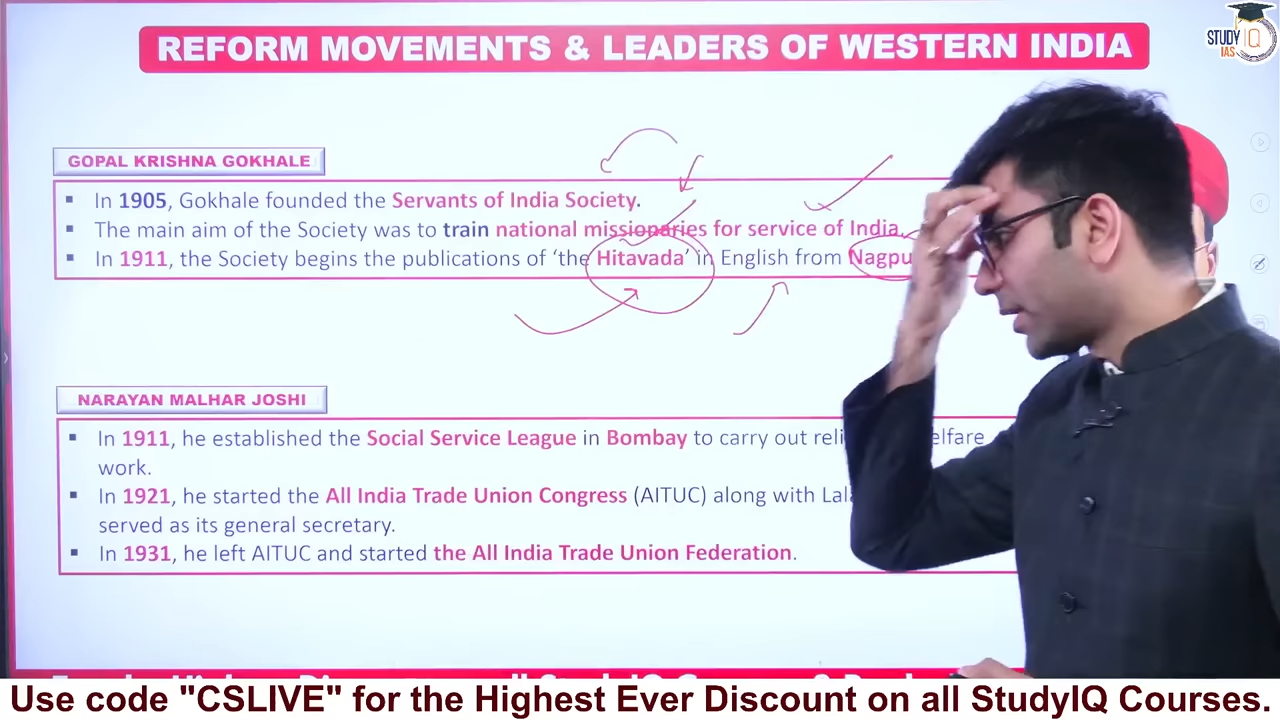 REFORM MOVEMENTS & LEADERS OF WESTERN INDIA
STUDY IQ
IAS
GOPAL KRISHNA GOKHALE
▪ In 1905, Gokhale founded the Servants of India Society.
▪ The main aim of the Society was to train national missionaries for service of India.
▪ In 1911, the Society begins the publications of ‘the Hitavada’ in English from Nagpu
NARAYAN MALHAR JOSHI
▪ In 1911, he established the Social Service League in Bombay to carry out reli elfare
work.
▪ In 1921, he started the All India Trade Union Congress (AITUC) along with Lal
served as its general secretary.
▪ In 1931, he left AITUC and started the All India Trade Union Federation.
Use code "CSLIVE" for the Highest Ever Discount on all StudyIQ Courses.